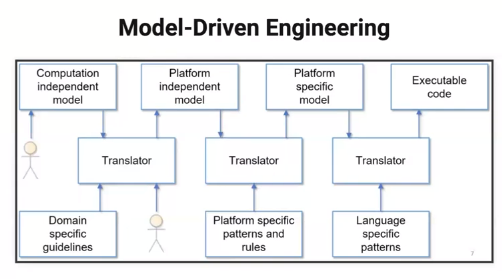 Model-Driven Engineering
Computation
independent
model
Platform
independent
model
Platform
specific
model
Executable
code
Translator
Translator
Translator
Domain
specific
guidelines
Platform specific
patterns and
rules
Language
specific
patterns
7